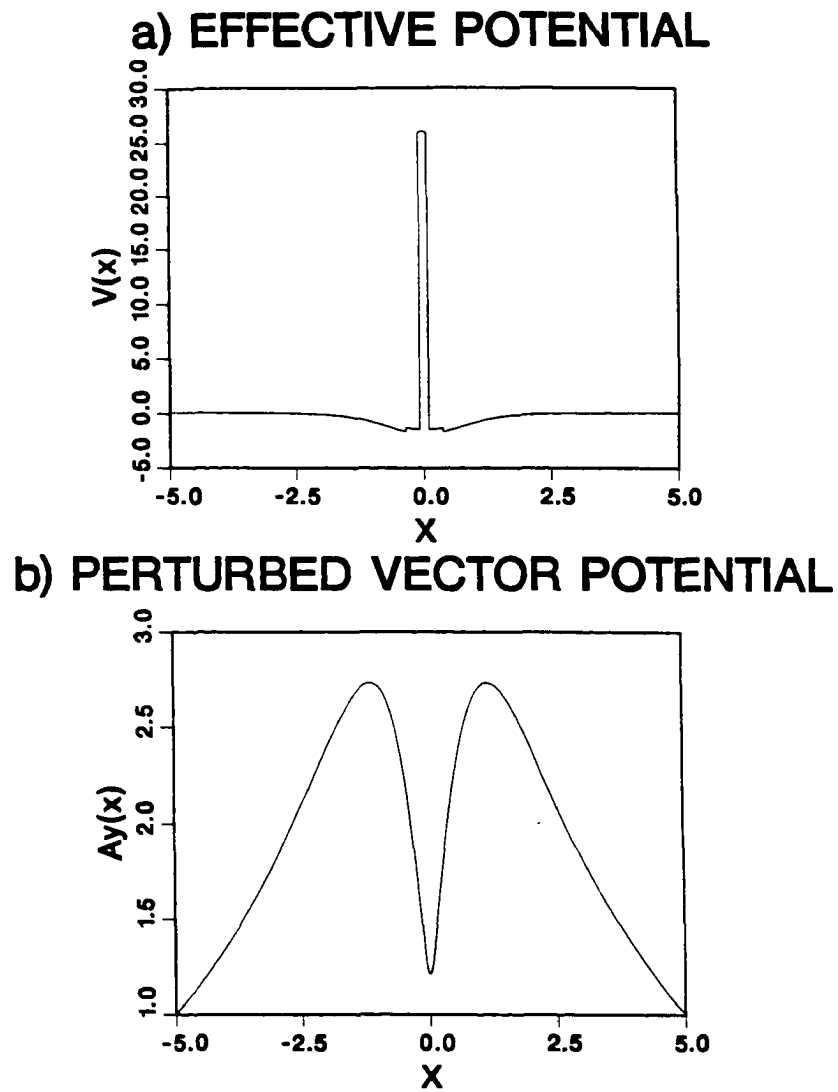 a) EFFECTIVE POTENTIAL
30.0
25.0
20.0
15.0
10.0
5.0
0.0
-5.0
V(x)
-5.0 -2.5 0.0 2.5 5.0
X
b) PERTURBED VECTOR POTENTIAL
3.0
2.5
2.0
1.5
1.0
Ay(x)
-5.0 -2.5 0.0 2.5 5.0
X